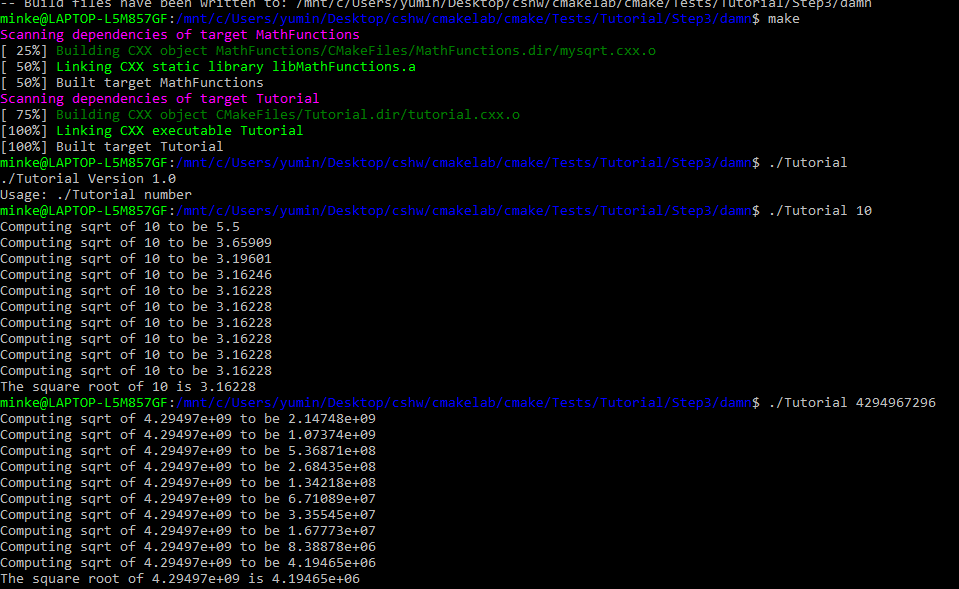 -- Build files have been written to: /mnt/c/Users/yumin/Desktop/cshw/cmakelab/cmake/Tests/Tutorial/Step3/damn
minke@LAPTOP-L5M857GF:/mnt/c/Users/yumin/Desktop/cshw/cmakelab/cmake/Tests/Tutorial/Step3/damn$ make
Scanning dependencies of target MathFunctions
[ 25%] Building CXX object MathFunctions/CMakeFiles/MathFunctions.dir/mysqrt.cxx.o
[ 50%] Linking CXX static library libMathFunctions.a
[ 50%] Built target MathFunctions
Scanning dependencies of target Tutorial
[ 75%] Building CXX object CMakeFiles/Tutorial.dir/tutorial.cxx.o
[100%] Linking CXX executable Tutorial
[100%] Built target Tutorial
minke@LAPTOP-L5M857GF:/mnt/c/Users/yumin/Desktop/cshw/cmakelab/cmake/Tests/Tutorial/Step3/damn$ ./Tutorial
./Tutorial Version 1.0
Usage: ./Tutorial number
minke@LAPTOP-L5M857GF:/mnt/c/Users/yumin/Desktop/cshw/cmakelab/cmake/Tests/Tutorial/Step3/damn$ ./Tutorial 10
Computing sqrt of 10 to be 5.5
Computing sqrt of 10 to be 3.65909
Computing sqrt of 10 to be 3.19601
Computing sqrt of 10 to be 3.16246
Computing sqrt of 10 to be 3.16228
Computing sqrt of 10 to be 3.16228
Computing sqrt of 10 to be 3.16228
Computing sqrt of 10 to be 3.16228
Computing sqrt of 10 to be 3.16228
Computing sqrt of 10 to be 3.16228
The square root of 10 is 3.16228
minke@LAPTOP-L5M857GF:/mnt/c/Users/yumin/Desktop/cshw/cmakelab/cmake/Tests/Tutorial/Step3/damn$ ./Tutorial 4294967296
Computing sqrt of 4.29497e+09 to be 2.14748e+09
Computing sqrt of 4.29497e+09 to be 1.07374e+09
Computing sqrt of 4.29497e+09 to be 5.36871e+08
Computing sqrt of 4.29497e+09 to be 2.68435e+08
Computing sqrt of 4.29497e+09 to be 1.34218e+08
Computing sqrt of 4.29497e+09 to be 6.71089e+07
Computing sqrt of 4.29497e+09 to be 3.35545e+07
Computing sqrt of 4.29497e+09 to be 1.67773e+07
Computing sqrt of 4.29497e+09 to be 8.38878e+06
Computing sqrt of 4.29497e+09 to be 4.19465e+06
The square root of 4.29497e+09 is 4.19465e+06